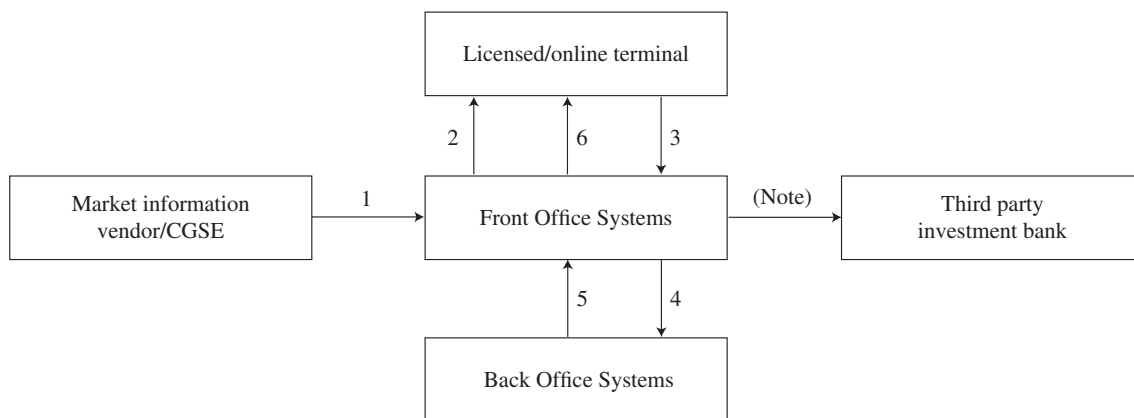 Licensed/online terminal
2
6
3
Market information
vendor/CGSE
1
Front Office Systems
(Note)
Third party
investment bank
5
4
Back Office Systems